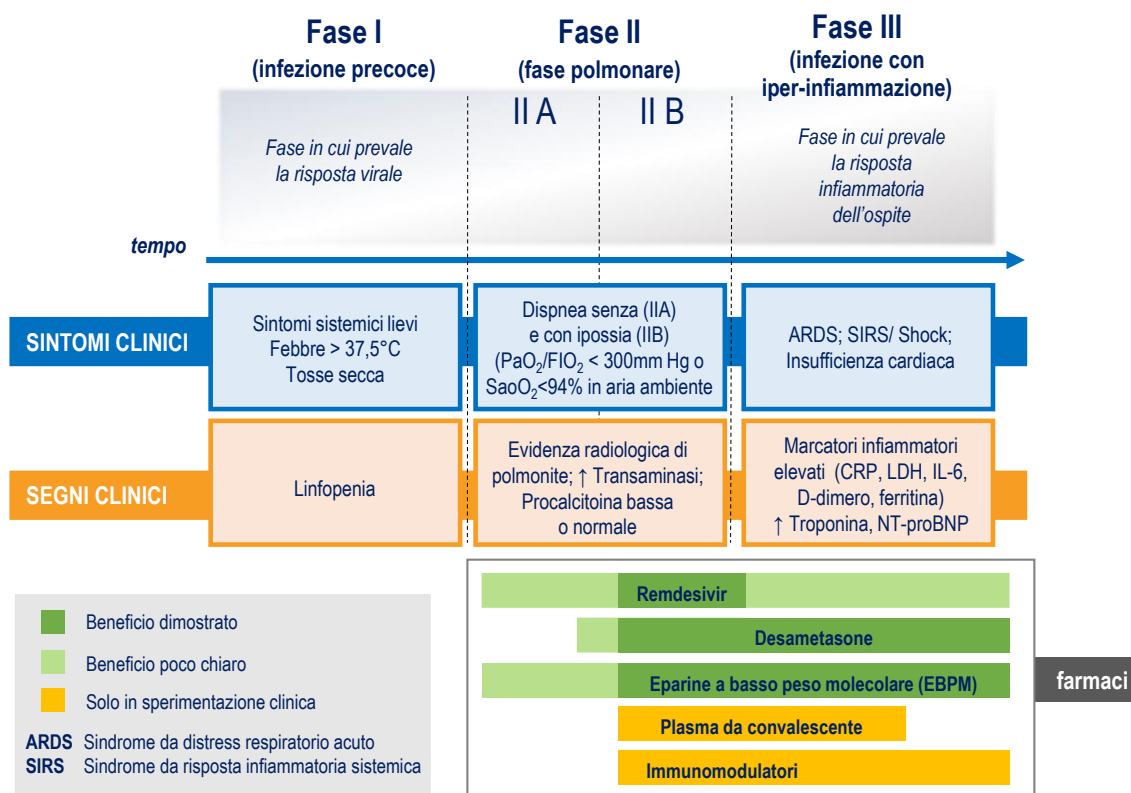 Fase I
(infezione precoce)
Fase II
(fase polmonare)
Fase III
(infezione con
iper-infiammazione)
II A
II B
Fase in cui prevale
la risposta virale
Fase in cui prevale
la risposta
infiammatoria
dell'ospite
tempo
SINTOMI CLINICI
Sintomi sistemici lievi
Febbre > 37,5°C
Tosse secca
Dispnea senza (IIA)
e con ipossia (IIB)
(PaO₂/FIO₂ < 300mm Hg o
SaoO₂<94% in aria ambiente
ARDS; SIRS/ Shock;
Insufficienza cardiaca
SEGNI CLINICI
Linfopenia
Evidenza radiologica di
polmonite; ↑ Transaminasi;
Procalcitoina bassa
o normale
Marcatori infiammatori
elevati (CRP, LDH, IL-6,
D-dimero, ferritina)
↑ Troponina, NT-proBNP
Beneficio dimostrato
Beneficio poco chiaro
Solo in sperimentazione clinica
ARDS Sindrome da distress respiratorio acuto
SIRS Sindrome da risposta infiammatoria sistemica
Remdesivir
Desametasone
Eparine a basso peso molecolare (EBPM)
Plasma da convalescente
Immunomodulatori
farmaci